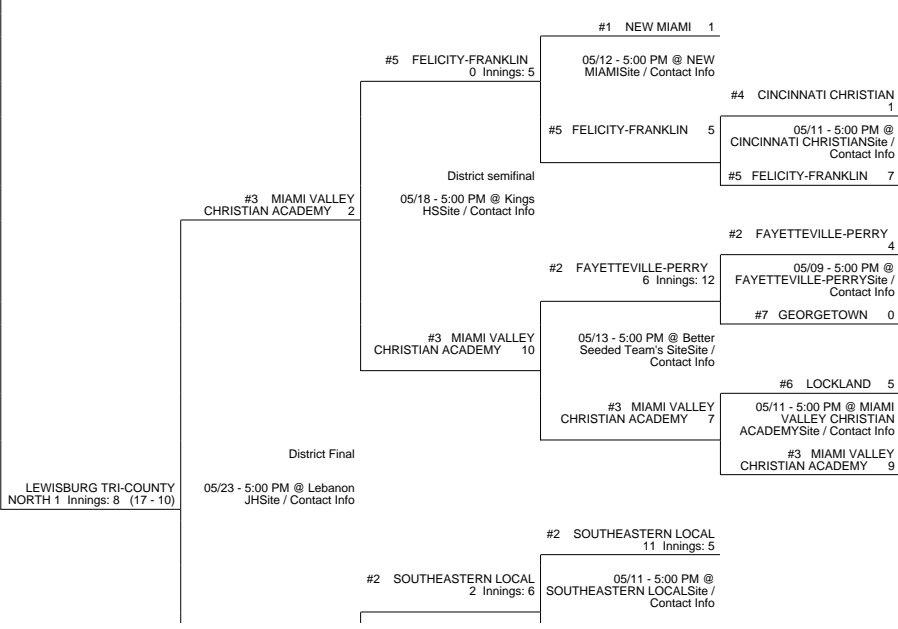 #1 NEW MIAMI 1
#5 FELICITY-FRANKLIN
0 Innings: 5
05/12 - 5:00 PM @ NEW
MIAMISite / Contact Info
#4 CINCINNATI CHRISTIAN
1
#5 FELICITY-FRANKLIN 5
05/11 - 5:00 PM @
CINCINNATI CHRISTIANSite /
Contact Info
District semifinal
#5 FELICITY-FRANKLIN 7
#3 MIAMI VALLEY
CHRISTIAN ACADEMY 2
05/18 - 5:00 PM @ Kings
HSSite / Contact Info
#2 FAYETTEVILLE-PERRY
4
#2 FAYETTEVILLE-PERRY
6 Innings: 12
05/09 - 5:00 PM @
FAYETTEVILLE-PERRYSite /
Contact Info
#7 GEORGETOWN 0
#3 MIAMI VALLEY
CHRISTIAN ACADEMY 10
05/13 - 5:00 PM @ Better
Seeded Team's SiteSite /
Contact Info
#6 LOCKLAND 5
#3 MIAMI VALLEY
CHRISTIAN ACADEMY 7
05/11 - 5:00 PM @ MIAMI
VALLEY CHRISTIAN
ACADEMYSite / Contact Info
District Final
#3 MIAMI VALLEY
CHRISTIAN ACADEMY 9
LEWISBURG TRI-COUNTY
NORTH 1 Innings: 8 (17 - 10)
05/23 - 5:00 PM @ Lebanon
JHSite / Contact Info
#2 SOUTHEASTERN LOCAL
11 Innings: 5
#2 SOUTHEASTERN LOCAL
2 Innings: 6
05/11 - 5:00 PM @
SOUTHEASTERN LOCALSite /
Contact Info